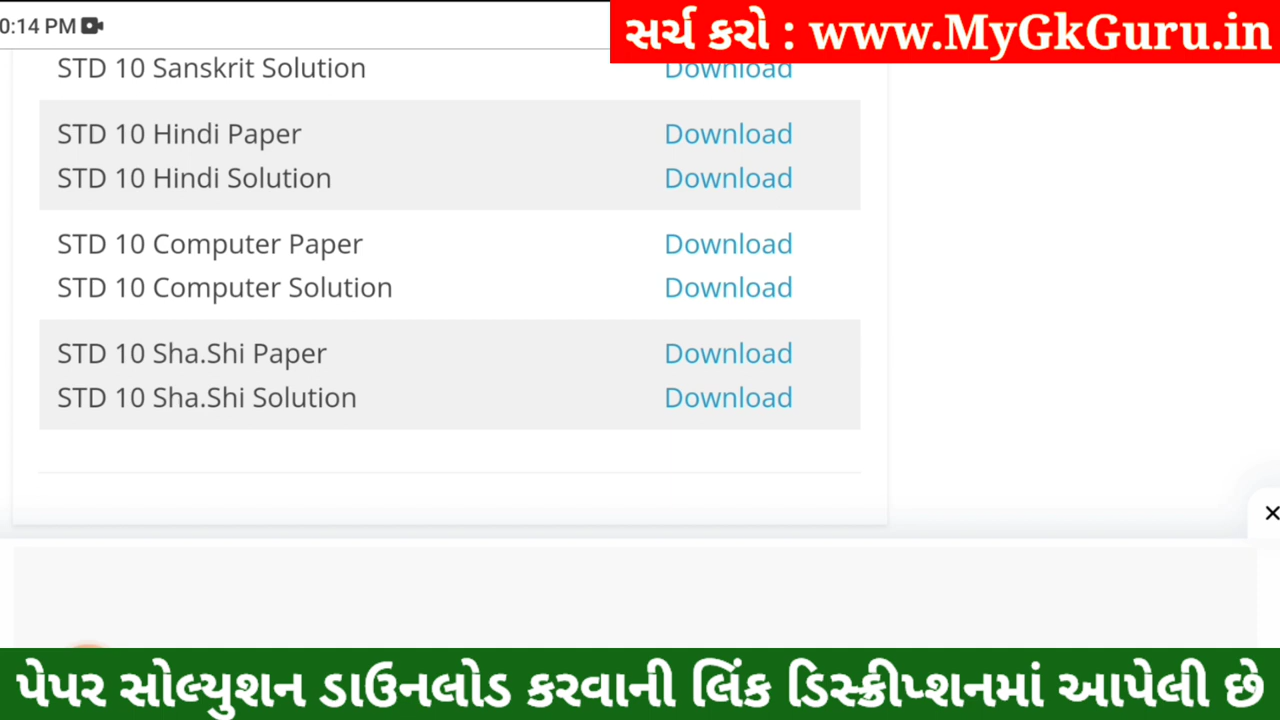 0:14 PM
સર્ચ કરો : www.MyGkGuru.in
STD 10 Sanskrit Solution Download
STD 10 Hindi Paper Download
STD 10 Hindi Solution Download
STD 10 Computer Paper Download
STD 10 Computer Solution Download
STD 10 Sha.Shi Paper Download
STD 10 Sha.Shi Solution Download
પેપર સોલ્યુશન ડાઉનલોડ કરવાની લિંક ડિસ્ક્રીપ્શનમાં આપેલી છે